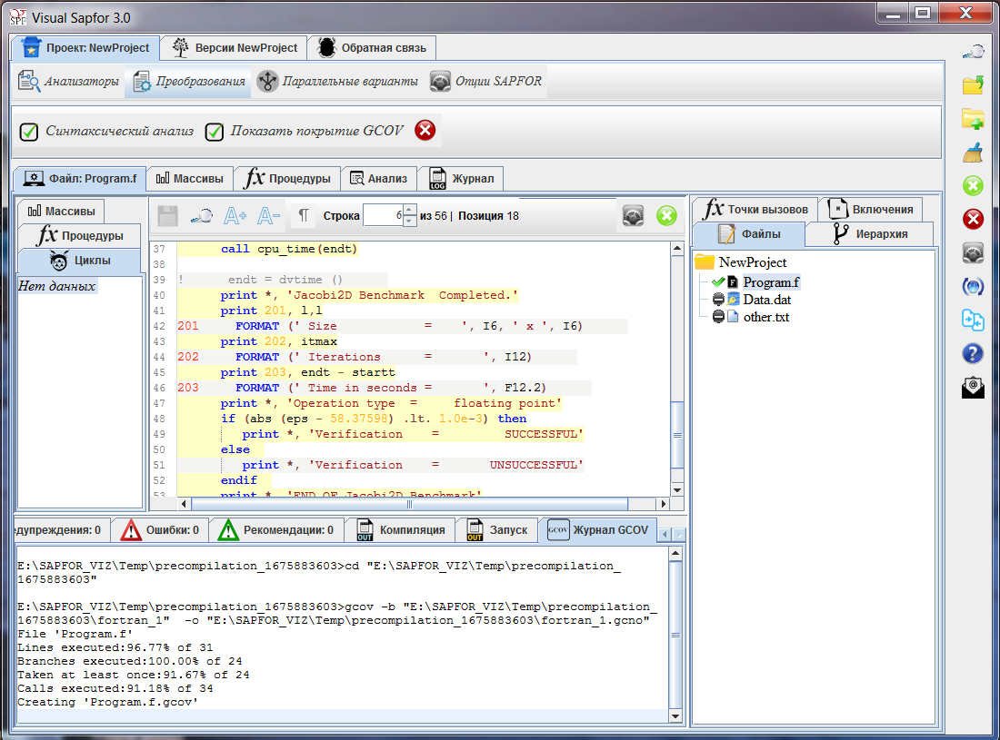 Visual Sapfor 3.0
Проект: NewProject
Версии NewProject
Обратная связь
Анализаторы
Преобразования
Параллельные варианты
Опции SAPFOR
Синтаксический анализ
Показать покрытие GCOV
Файл: Program.f
Массивы
Процедуры
Анализ
LOG
Журнал
Массивы
Процедуры
Циклы
Нет данных
A+
A-
¶
Строка 6 из 56 | Позиция 18
37 call cpu_time(endt)
38
39 ! endt = dvtime ()
40 print *, 'Jacobi2D Benchmark  Completed.'
41 print 201, l,l
42 201 FORMAT (' Size            =    ', I6, ' x ', I6)
43 print 202, itmax
44 202 FORMAT (' Iterations      =       ', I12)
45 print 203, endt - startt
46 203 FORMAT (' Time in seconds =       ', F12.2)
47 print *, 'Operation type  =     floating point'
48 if (abs (eps - 58.37598) .lt. 1.0e-3) then
49 print *, 'Verification    =         SUCCESSFUL'
50 else
51 print *, 'Verification    =       UNSUCCESSFUL'
52 endif
53 print *, 'END OF Jacobi2D Benchmark'
Точки вызовов
Включения
Файлы
Иерархия
NewProject
Program.f
Data.dat
other.txt
дупреждения: 0
Ошибки: 0
Рекомендации: 0
OUT
Компиляция
OUT
Запуск
GCOV
Журнал GCOV
E:\SAPFOR_VIZ\Temp\precompilation_1675883603>cd "E:\SAPFOR_VIZ\Temp\precompilation_
1675883603"
E:\SAPFOR_VIZ\Temp\precompilation_1675883603>gcov -b "E:\SAPFOR_VIZ\Temp\precompilation_
1675883603\fortran_1"  -o "E:\SAPFOR_VIZ\Temp\precompilation_1675883603\fortran_1.gcno"
File 'Program.f'
Lines executed:96.77% of 31
Branches executed:100.00% of 24
Taken at least once:91.67% of 24
Calls executed:91.18% of 34
Creating 'Program.f.gcov'